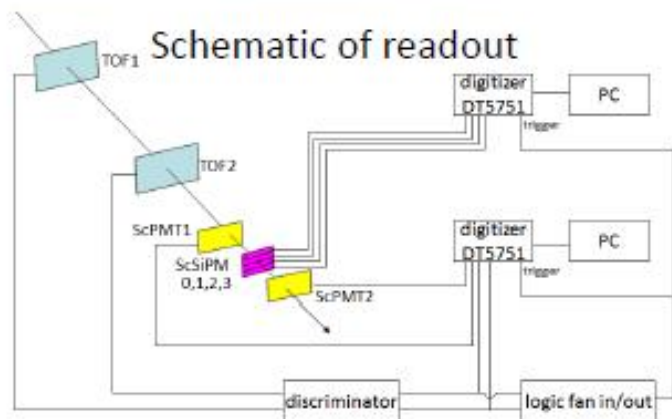 Schematic of readout
TOF1
digitizer
DT5751
PC
trigger
TOF2
ScPMT1
ScSiPM
0,1,2,3
ScPMT2
digitizer
DT5751
PC
trigger
discriminator
logic fan in/out